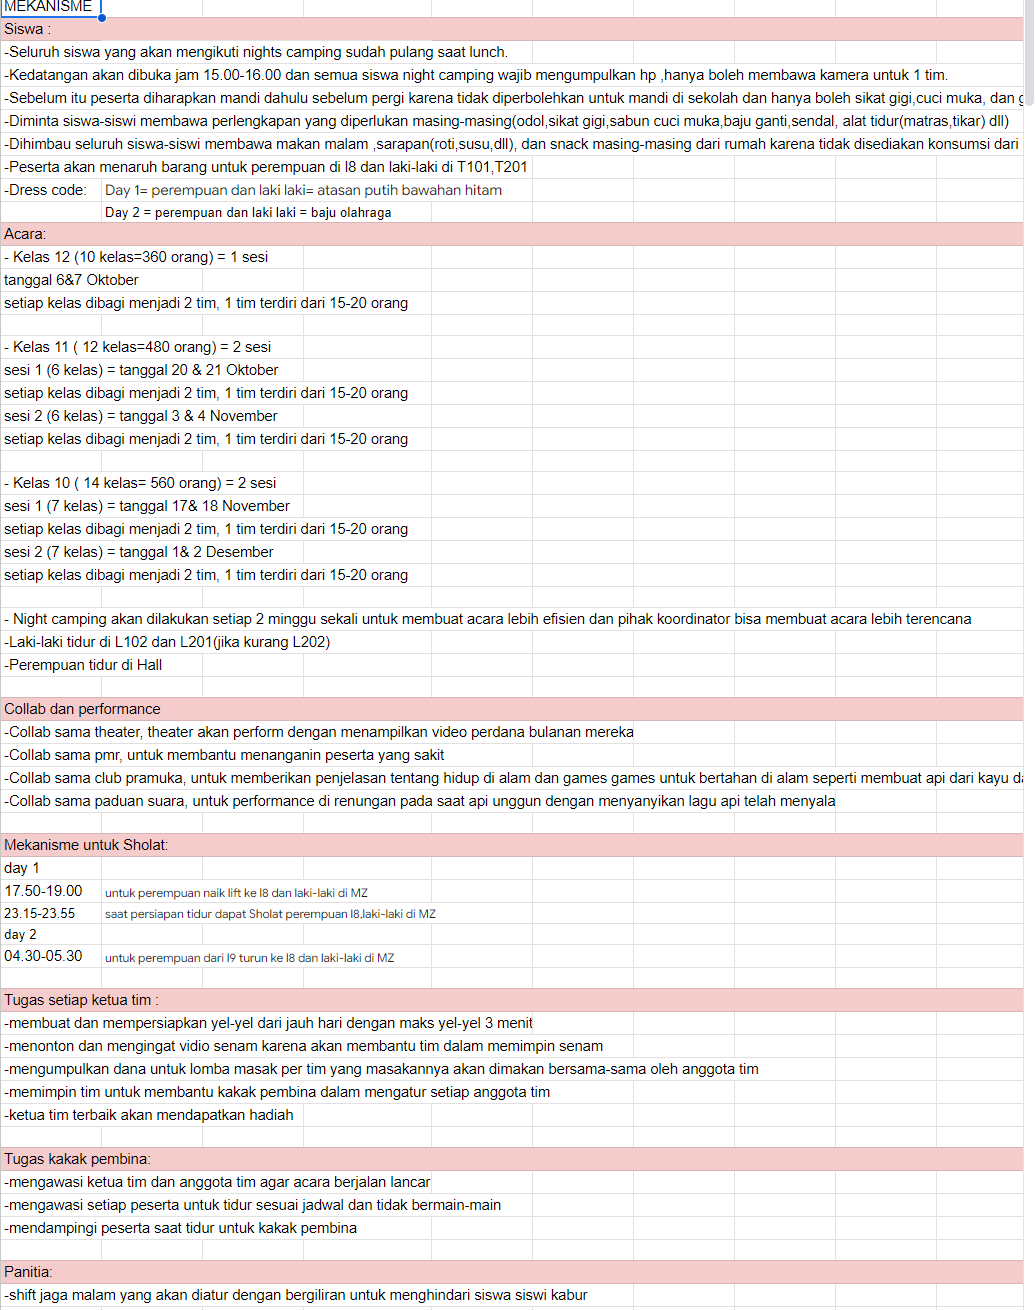 MEKANISME
Siswa :
-Seluruh siswa yang akan mengikuti nights camping sudah pulang saat lunch.
-Kedatangan akan dibuka jam 15.00-16.00 dan semua siswa night camping wajib mengumpulkan hp ,hanya boleh membawa kamera untuk 1 tim.
-Sebelum itu peserta diharapkan mandi dahulu sebelum pergi karena tidak diperbolehkan untuk mandi di sekolah dan hanya boleh sikat gigi,cuci muka, dan
-Diminta siswa-siswi membawa perlengkapan yang diperlukan masing-masing(odol,sikat gigi,sabun cuci muka,baju ganti,sendal, alat tidur(matras,tikar) dll)
-Dihimbau seluruh siswa-siswi membawa makan malam ,sarapan(roti,susu,dll), dan snack masing-masing dari rumah karena tidak disediakan konsumsi dari
-Peserta akan menaruh barang untuk perempuan di I8 dan laki-laki di T101,T201
-Dress code: Day 1= perempuan dan laki laki= atasan putih bawahan hitam
Day 2 = perempuan dan laki laki = baju olahraga
Acara:
- Kelas 12 (10 kelas=360 orang) = 1 sesi
tanggal 6&7 Oktober
setiap kelas dibagi menjadi 2 tim, 1 tim terdiri dari 15-20 orang
- Kelas 11 ( 12 kelas=480 orang) = 2 sesi
sesi 1 (6 kelas) = tanggal 20 & 21 Oktober
setiap kelas dibagi menjadi 2 tim, 1 tim terdiri dari 15-20 orang
sesi 2 (6 kelas) = tanggal 3 & 4 November
setiap kelas dibagi menjadi 2 tim, 1 tim terdiri dari 15-20 orang
- Kelas 10 ( 14 kelas= 560 orang) = 2 sesi
sesi 1 (7 kelas) = tanggal 17& 18 November
setiap kelas dibagi menjadi 2 tim, 1 tim terdiri dari 15-20 orang
sesi 2 (7 kelas) = tanggal 1& 2 Desember
setiap kelas dibagi menjadi 2 tim, 1 tim terdiri dari 15-20 orang
- Night camping akan dilakukan setiap 2 minggu sekali untuk membuat acara lebih efisien dan pihak koordinator bisa membuat acara lebih terencana
-Laki-laki tidur di L102 dan L201(jika kurang L202)
-Perempuan tidur di Hall
Collab dan performance
-Collab sama theater, theater akan perform dengan menampilkan video perdana bulanan mereka
-Collab sama pmr, untuk membantu menanganin peserta yang sakit
-Collab sama club pramuka, untuk memberikan penjelasan tentang hidup di alam dan games games untuk bertahan di alam seperti membuat api dari kayu
-Collab sama paduan suara, untuk performance di renungan pada saat api unggun dengan menyanyikan lagu api telah menyala
Mekanisme untuk Sholat:
day 1
17.50-19.00 untuk perempuan naik lift ke I8 dan laki-laki di MZ
23.15-23.55 saat persiapan tidur dapat Sholat perempuan I8,laki-laki di MZ
day 2
04.30-05.30 untuk perempuan dari I9 turun ke I8 dan laki-laki di MZ
Tugas setiap ketua tim :
-membuat dan mempersiapkan yel-yel dari jauh hari dengan maks yel-yel 3 menit
-menonton dan mengingat vidio senam karena akan membantu tim dalam memimpin senam
-mengumpulkan dana untuk lomba masak per tim yang masakannya akan dimakan bersama-sama oleh anggota tim
-memimpin tim untuk membantu kakak pembina dalam mengatur setiap anggota tim
-ketua tim terbaik akan mendapatkan hadiah
Tugas kakak pembina:
-mengawasi ketua tim dan anggota tim agar acara berjalan lancar
-mengawasi setiap peserta untuk tidur sesuai jadwal dan tidak bermain-main
-mendampingi peserta saat tidur untuk kakak pembina
Panitia:
-shift jaga malam yang akan diatur dengan bergiliran untuk menghindari siswa siswi kabur